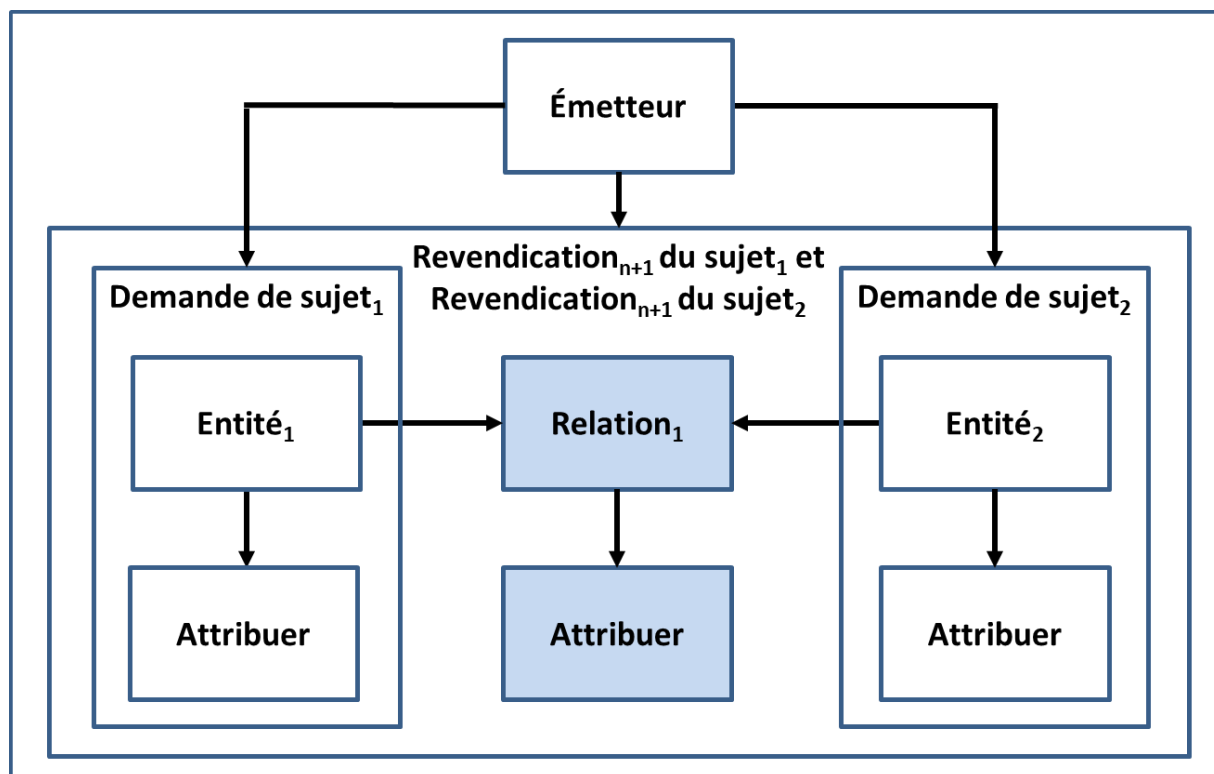 Émetteur
Revendicationₙ₊₁ du sujet₁ et
Revendicationₙ₊₁ du sujet₂
Demande de sujet₁
Demande de sujet₂
Entité₁
Relation₁
Entité₂
Attribuer
Attribuer
Attribuer